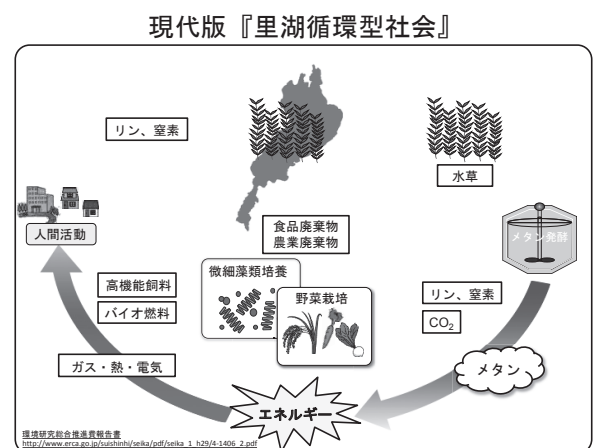 現代版『里湖循環型社会』
リン、窒素
水草
人間活動
食品廃棄物
農業廃棄物
メタン発酵
微細藻類培養
野菜栽培
高機能飼料
バイオ燃料
リン、窒素
CO₂
ガス・熱・電気
メタン
エネルギー
環境研究総合推進費報告書
http://www.erca.go.jp/suishinhi/seika/pdf/seika_1_h29/4-1406_2.pdf